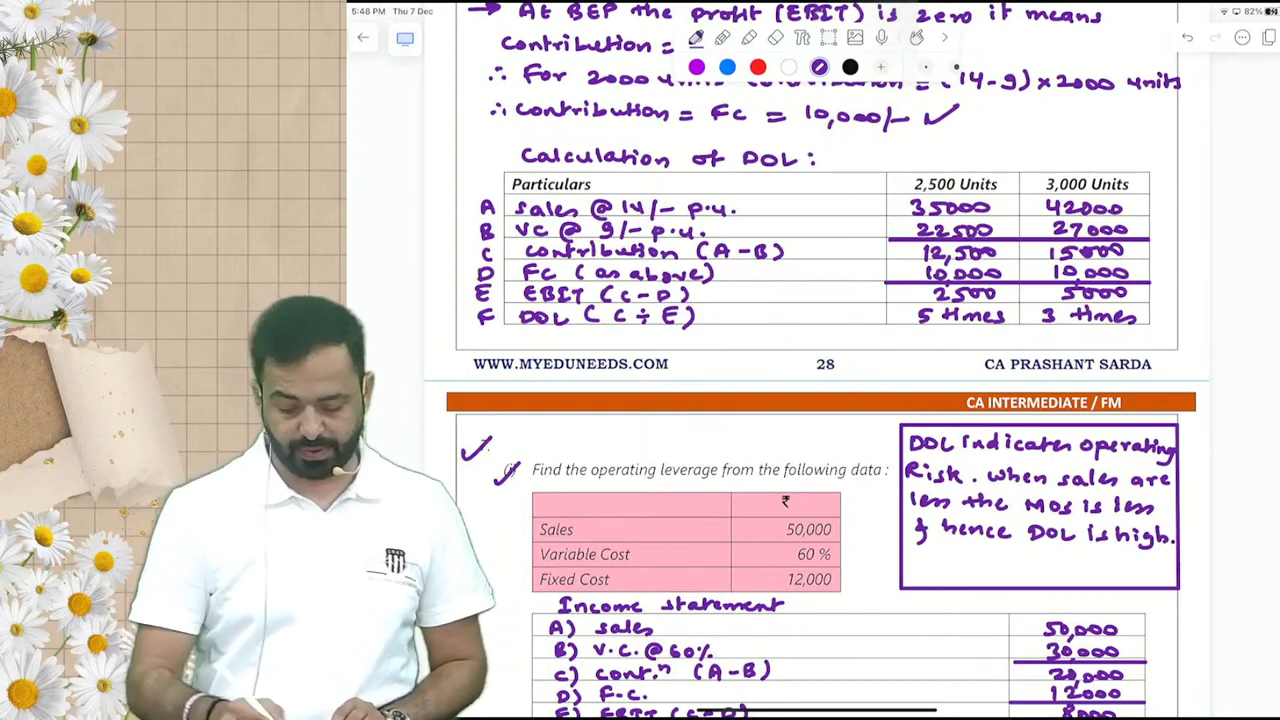 5:48 PM Thu 7 Dec
82%
→ At BEP the profit (EBIT) is zero it means
Contribution =
∴ For 2000 units = (14-9) × 2000 units
∴ Contribution = FC = 10,000/- ✓
Calculation of DOL :
Particulars 2,500 Units 3,000 Units
A Sales @ 14/- p.u. 35000 42000
B VC @ 9/- p.u. 22500 27000
C Contribution (A-B) 12,500 15000
D FC (as above) 10,000 10,000
E EBIT (C-D) 2500 5000
F DOL (C ÷ E) 5 times 3 times
WWW.MYEDUNEEDS.COM 28 CA PRASHANT SARDA
CA INTERMEDIATE / FM
Find the operating leverage from the following data :
₹
Sales 50,000
Variable Cost 60 %
Fixed Cost 12,000
DOL indicates operating
Risk. when sales are
less the MOS is less
& hence DOL is high.
Income statement
A) Sales 50,000
B) V.C. @ 60% 30,000
C) cont.n (A-B) 20,000
D) F.C. 12000
E) EBIT (C-D) 8000